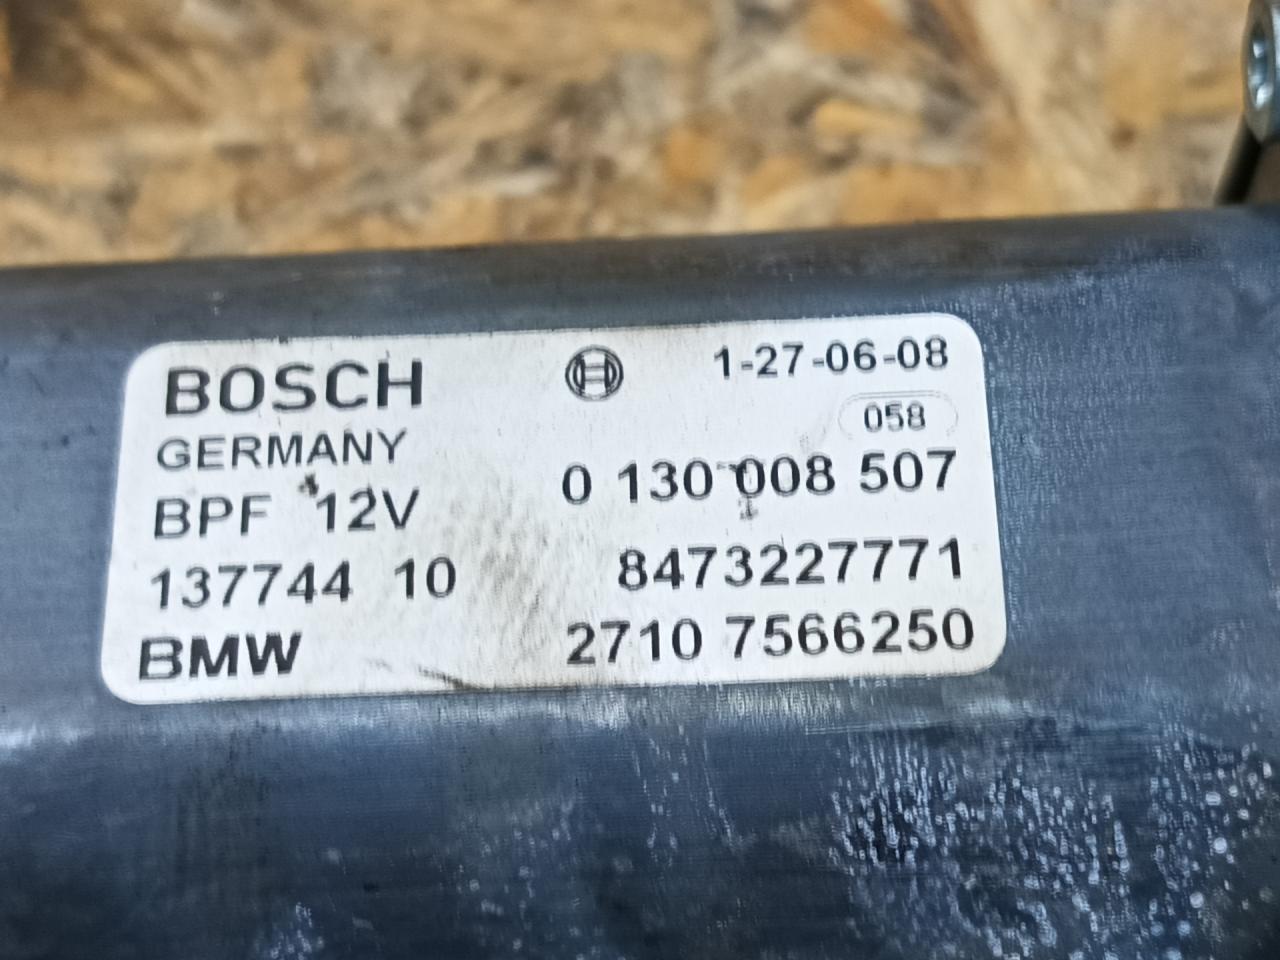 BOSCH 1-27-06-08
058
GERMANY
BPF 12V 0 130 008 507
137744 10 8473227771
BMW 2710 7566250